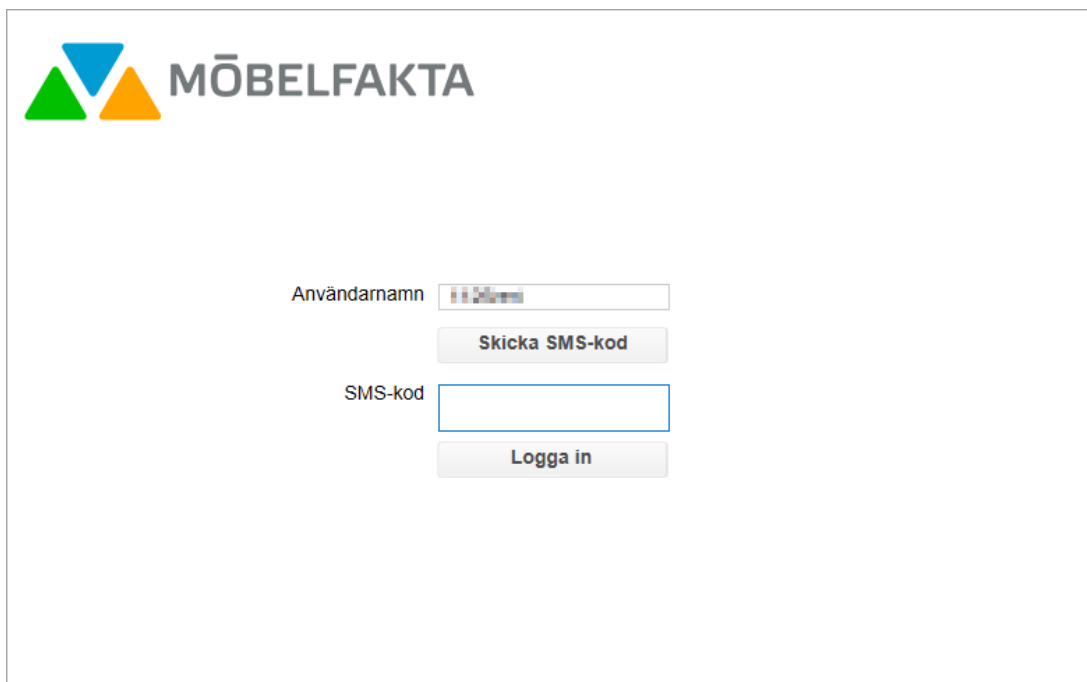 MÖBELFAKTA
Användarnamn
Skicka SMS-kod
SMS-kod
Logga in